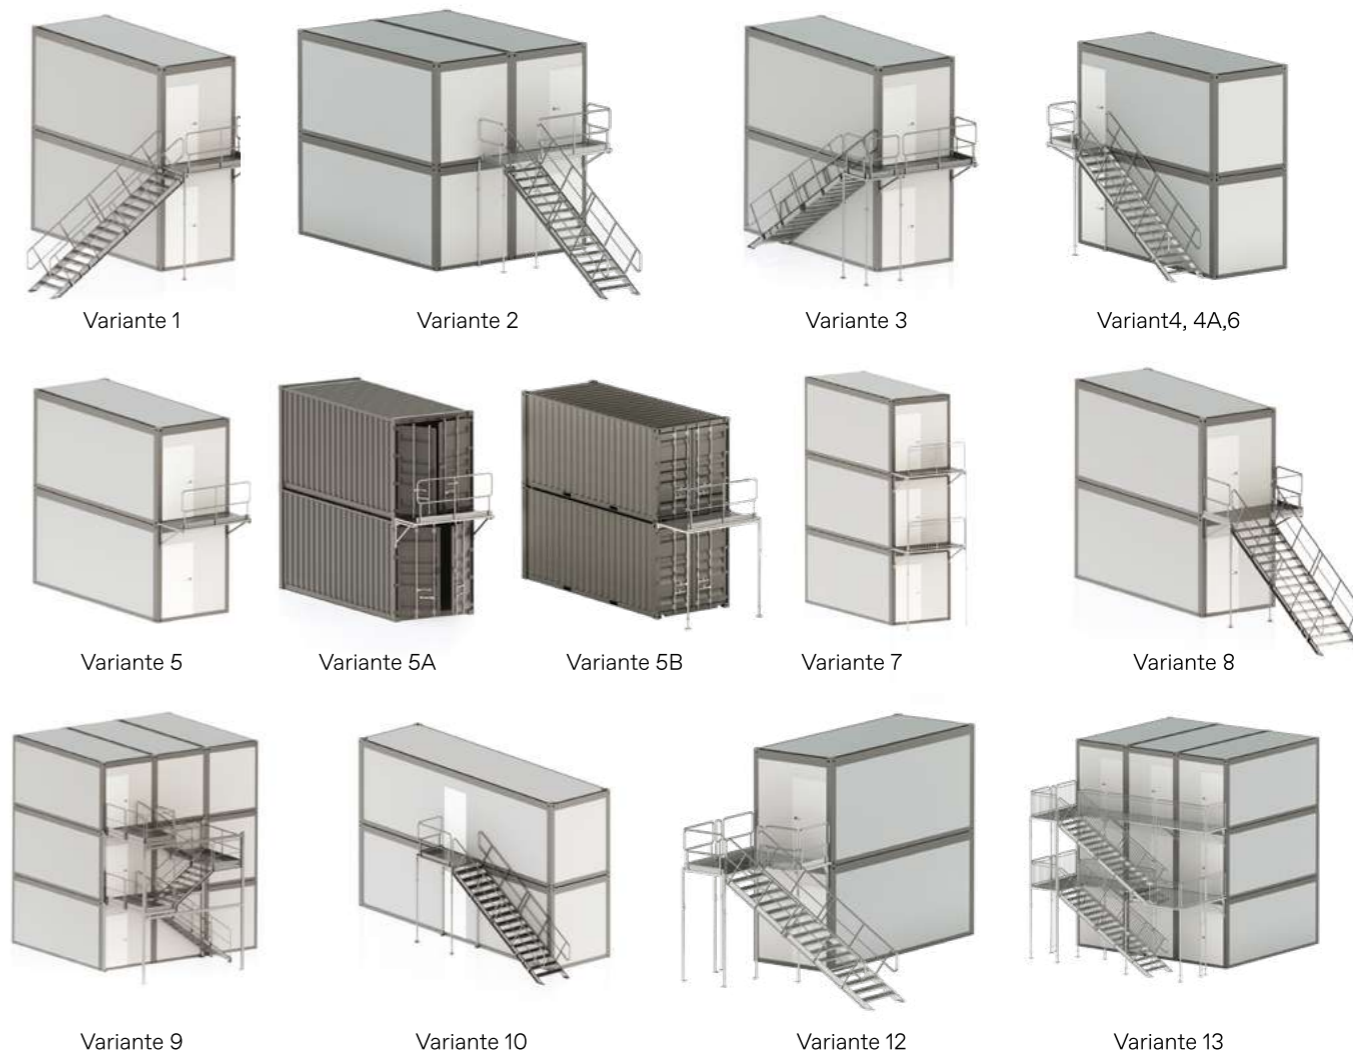 Variante 1
Variante 2
Variante 3
Variant4, 4A,6
Variante 5
Variante 5A
Variante 5B
Variante 7
Variante 8
Variante 9
Variante 10
Variante 12
Variante 13